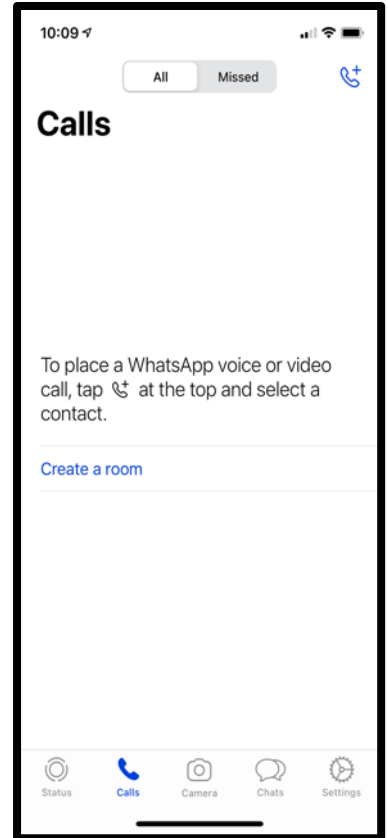 10:09
All Missed
Calls
To place a WhatsApp voice or video
call, tap at the top and select a
contact.
Create a room
Status Calls Camera Chats Settings